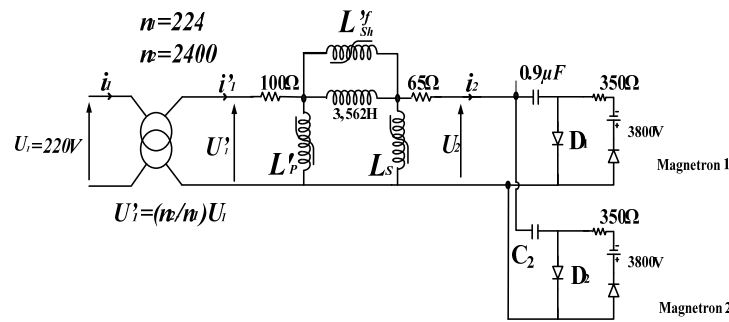 n1=224
n2=2400
L'f Sh
i1
i'1
100Ω
65Ω
i2
0.9µF
350Ω
3,562H
3800V
U1=220V
U'1
L'P
LS
U2
D1
Magnetron 1
U'1=(n2/n1)U1
350Ω
C2
D2
3800V
Magnetron 2